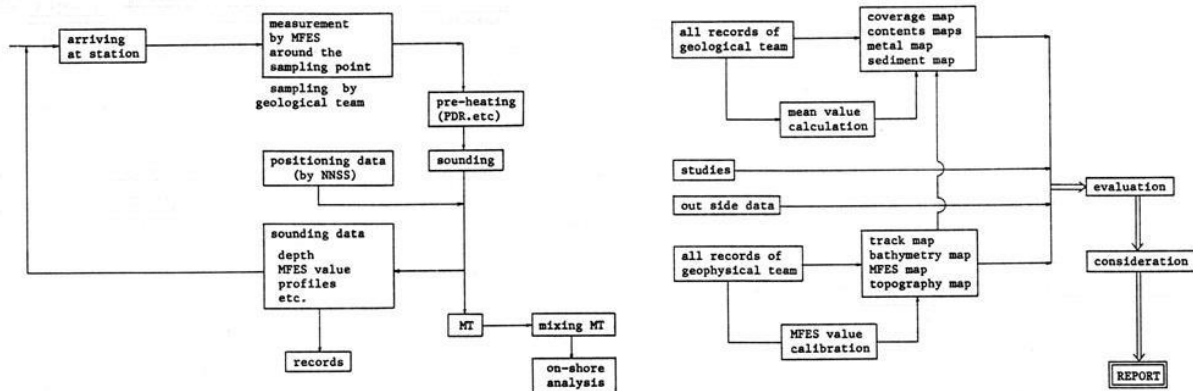 arriving
at station
measurement
by MFES
around the
sampling point
sampling by
geological team
pre-heating
(PDR.etc)
positioning data
(by NNSS)
sounding
sounding data
depth
MFES value
profiles
etc.
MT
mixing MT
records
on-shore
analysis
all records of
geological team
coverage map
contents maps
metal map
sediment map
mean value
calculation
studies
out side data
evaluation
all records of
geophysical team
track map
bathymetry map
MFES map
topography map
consideration
MFES value
calibration
REPORT